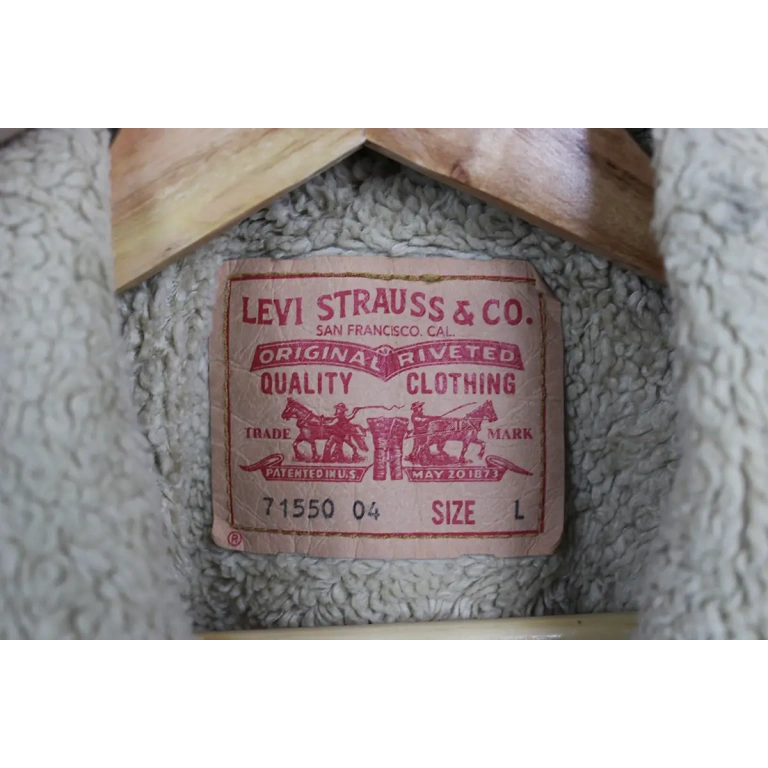 LEVI STRAUSS & CO.
SAN FRANCISCO. CAL.
ORIGINAL RIVETED
QUALITY CLOTHING
TRADE MARK
PATENTED IN U.S MAY 20 1873
71550 04 SIZE L
®